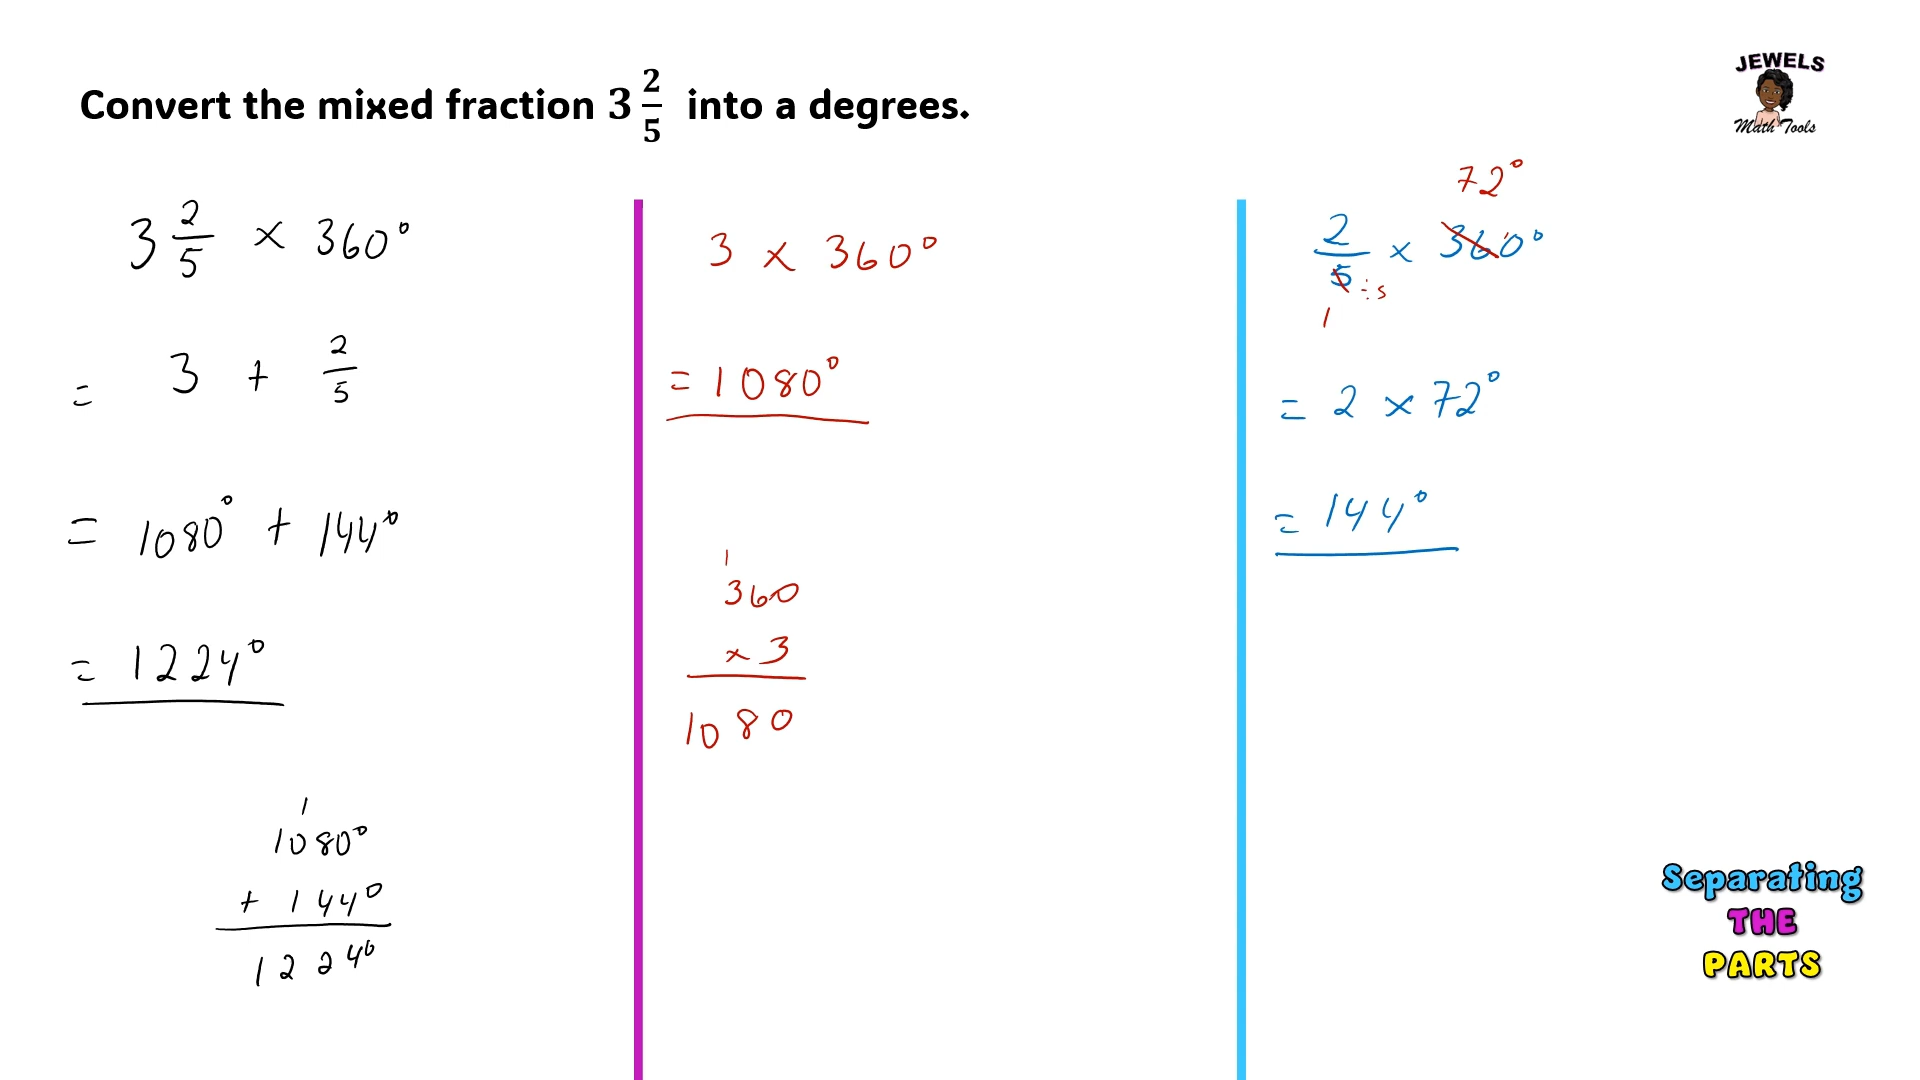 Convert the mixed fraction 3 2/5 into a degrees.
JEWELS
Math Tools
3 2/5 × 360°
= 3 + 2/5
= 1080° + 144°
= 1224°
1
1080°
+ 144°
1224°
3 × 360°
= 1080°
1
360
× 3
1080
72°
2/5 × 360°
÷5
1
= 2 × 72°
= 144°
Separating
THE
PARTS